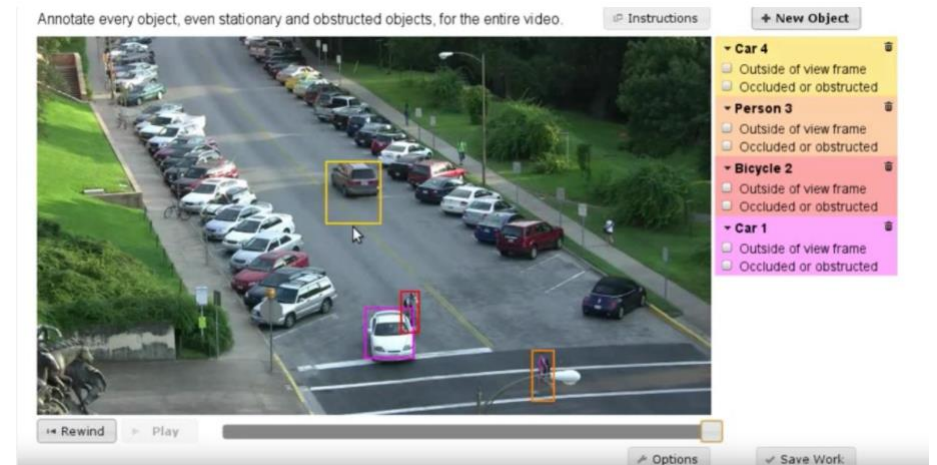 Annotate every object, even stationary and obstructed objects, for the entire video.
Instructions
+ New Object
Car 4
Outside of view frame
Occluded or obstructed
Person 3
Outside of view frame
Occluded or obstructed
Bicycle 2
Outside of view frame
Occluded or obstructed
Car 1
Outside of view frame
Occluded or obstructed
Rewind
Play
Options
Save Work